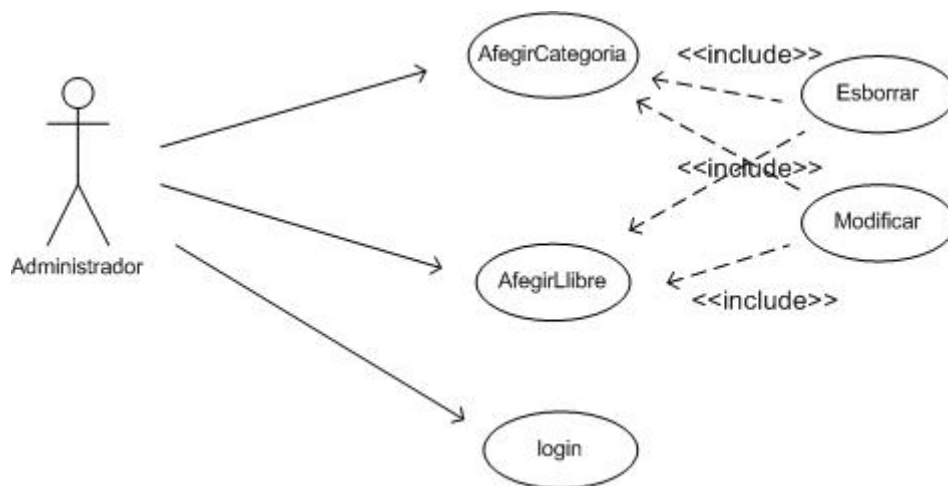 AfegirCategoria
<<include>>
Esborrar
<<include>>
Modificar
Administrador
AfegirLlibre
<<include>>
login